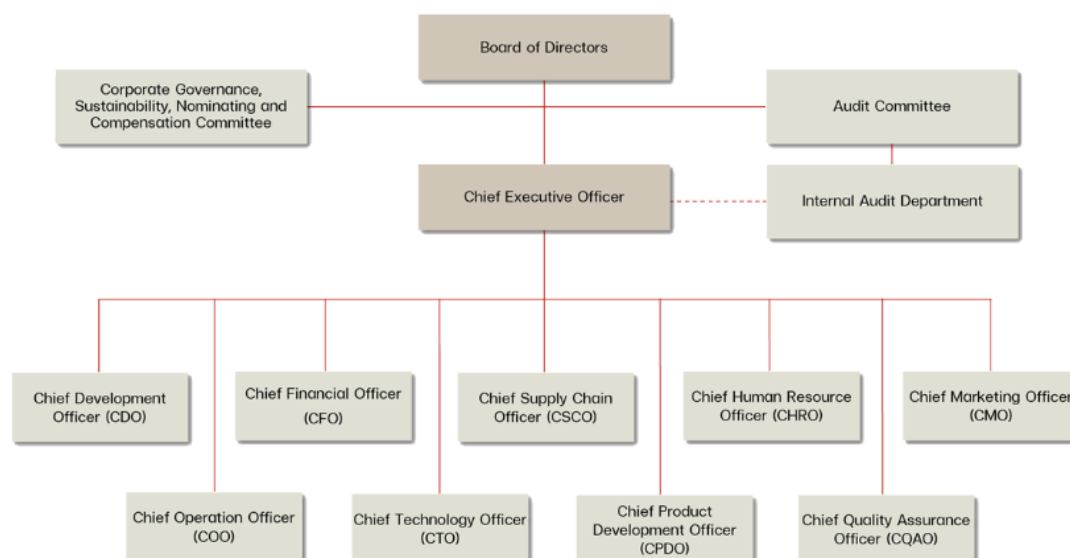 Board of Directors
Corporate Governance,
Sustainability, Nominating and
Compensation Committee
Audit Committee
Chief Executive Officer
Internal Audit Department
Chief Development
Officer (CDO)
Chief Financial Officer
(CFO)
Chief Supply Chain
Officer (CSCO)
Chief Human Resource
Officer (CHRO)
Chief Marketing Officer
(CMO)
Chief Operation Officer
(COO)
Chief Technology Officer
(CTO)
Chief Product
Development Officer
(CPDO)
Chief Quality Assurance
Officer (CQAO)